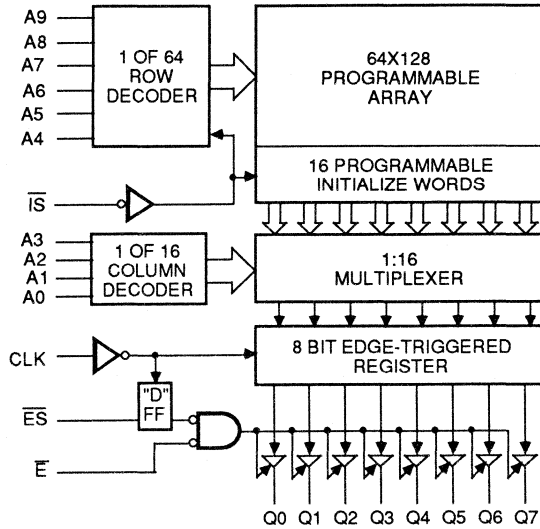 A9
A8
A7
A6
A5
A4
1 OF 64
ROW
DECODER
64X128
PROGRAMMABLE
ARRAY
16 PROGRAMMABLE
INITIALIZE WORDS
I̅S̅
A3
A2
A1
A0
1 OF 16
COLUMN
DECODER
1:16
MULTIPLEXER
CLK
8 BIT EDGE-TRIGGERED
REGISTER
"D"
FF
E̅S̅
E̅
Q0 Q1 Q2 Q3 Q4 Q5 Q6 Q7